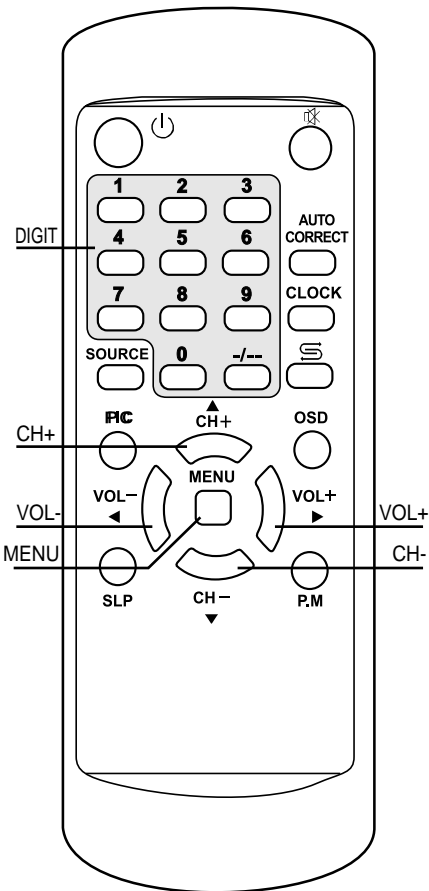 1 2 3
AUTO
CORRECT
DIGIT
4 5 6
7 8 9
CLOCK
SOURCE
0 -/--
PIC
CH+
OSD
CH+
MENU
VOL-
VOL+
VOL-
VOL+
MENU
CH-
SLP
CH-
P.M